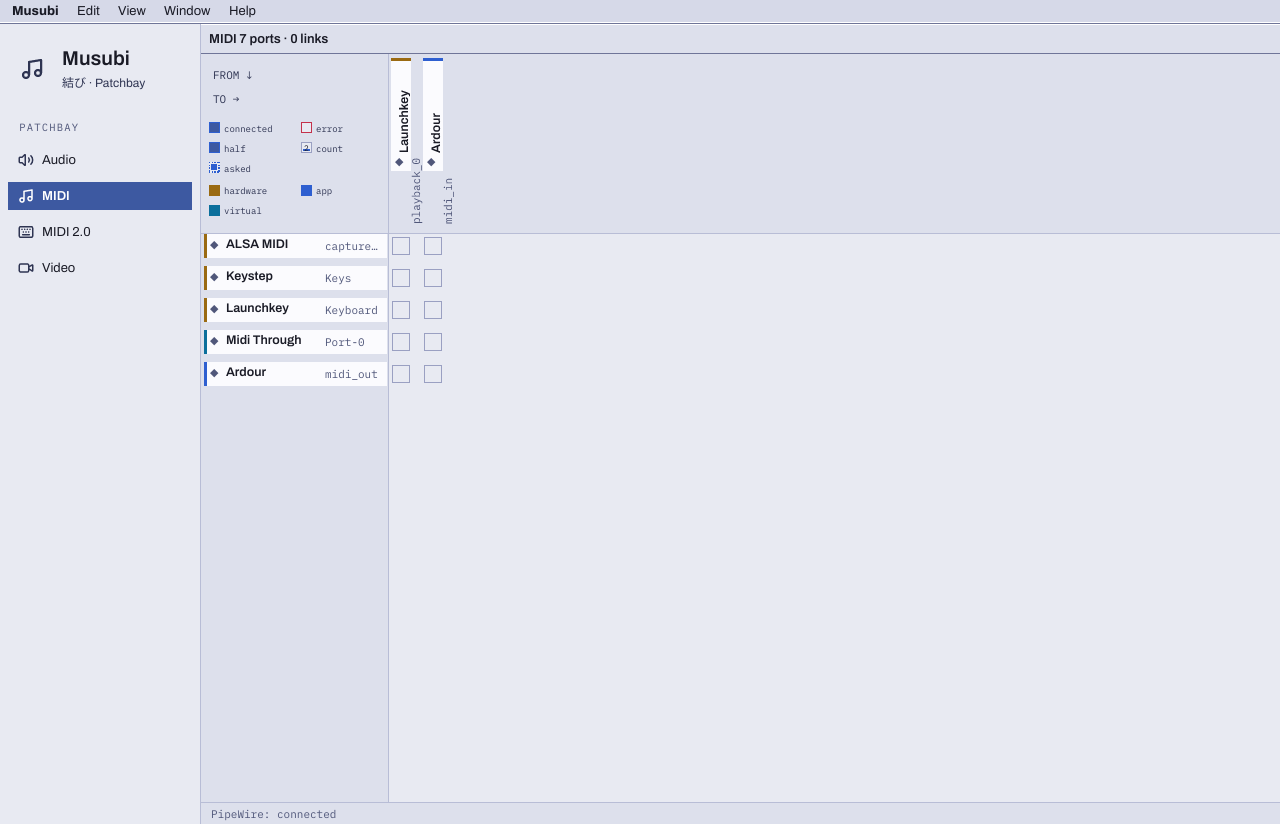 Musubi Edit View Window Help
Musubi
結び · Patchbay
PATCHBAY
Audio
MIDI
MIDI 2.0
Video
MIDI 7 ports · 0 links
FROM ↓
TO →
connected error
half count
asked
hardware app
virtual
Launchkey
playback_0
Ardour
midi_in
ALSA MIDI capture…
Keystep Keys
Launchkey Keyboard
Midi Through Port-0
Ardour midi_out
PipeWire: connected